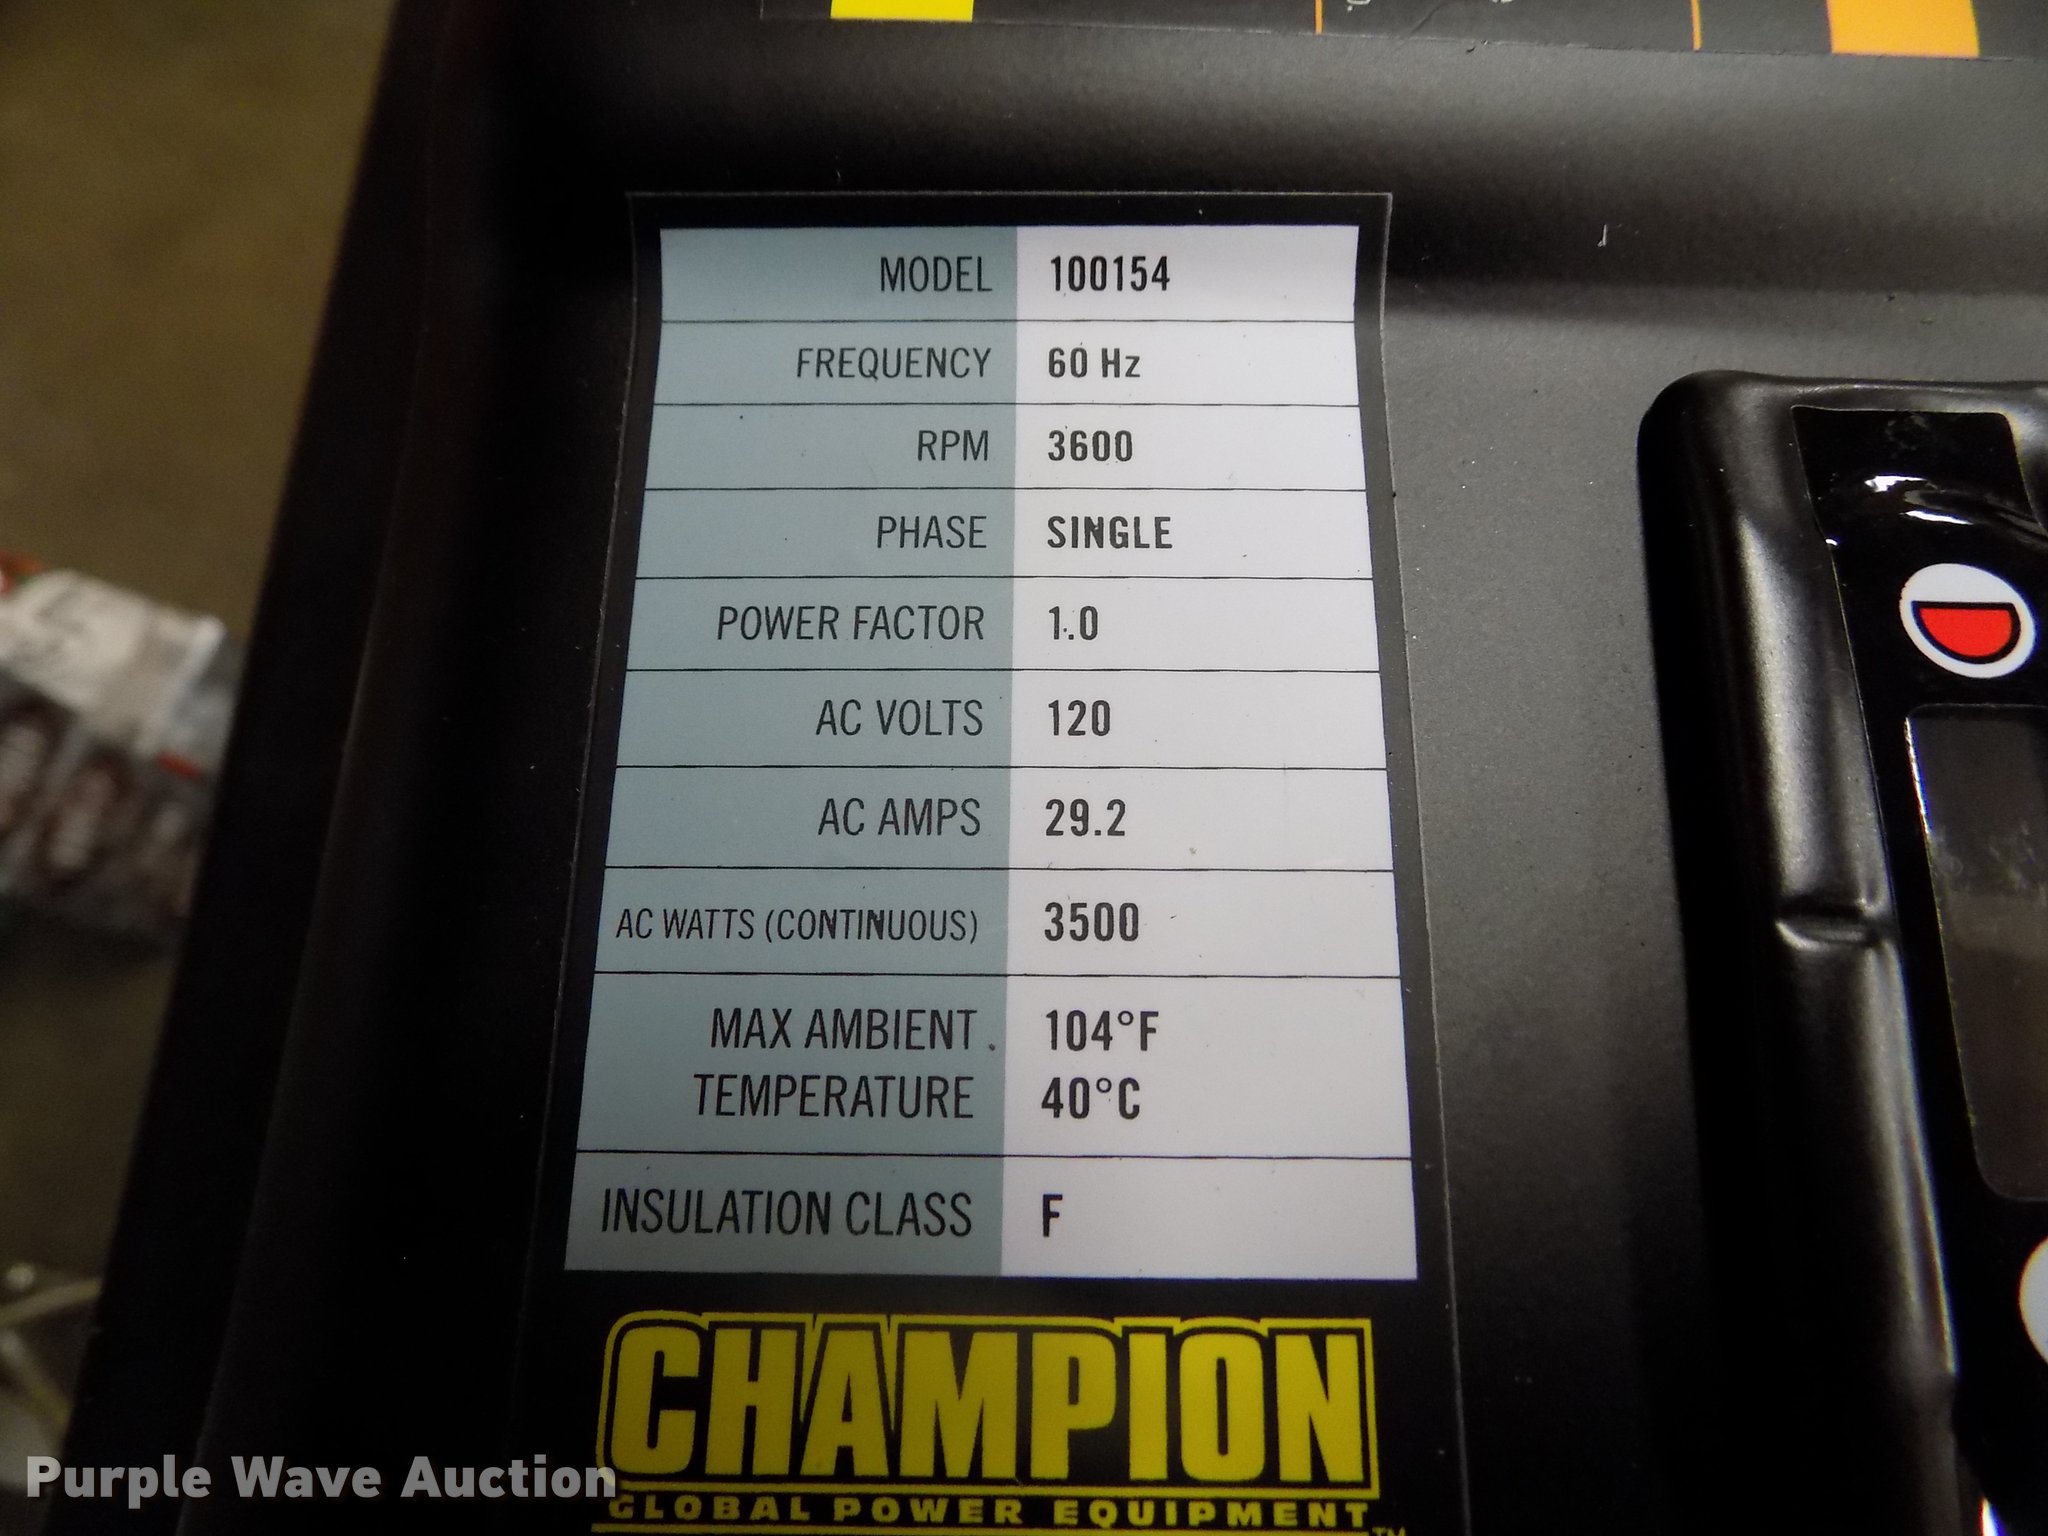 MODEL 100154
FREQUENCY 60 Hz
RPM 3600
PHASE SINGLE
POWER FACTOR 1.0
AC VOLTS 120
AC AMPS 29.2
AC WATTS (CONTINUOUS) 3500
MAX AMBIENT 104°F
TEMPERATURE 40°C
INSULATION CLASS F
CHAMPION
GLOBAL POWER EQUIPMENT
TM
Purple Wave Auction